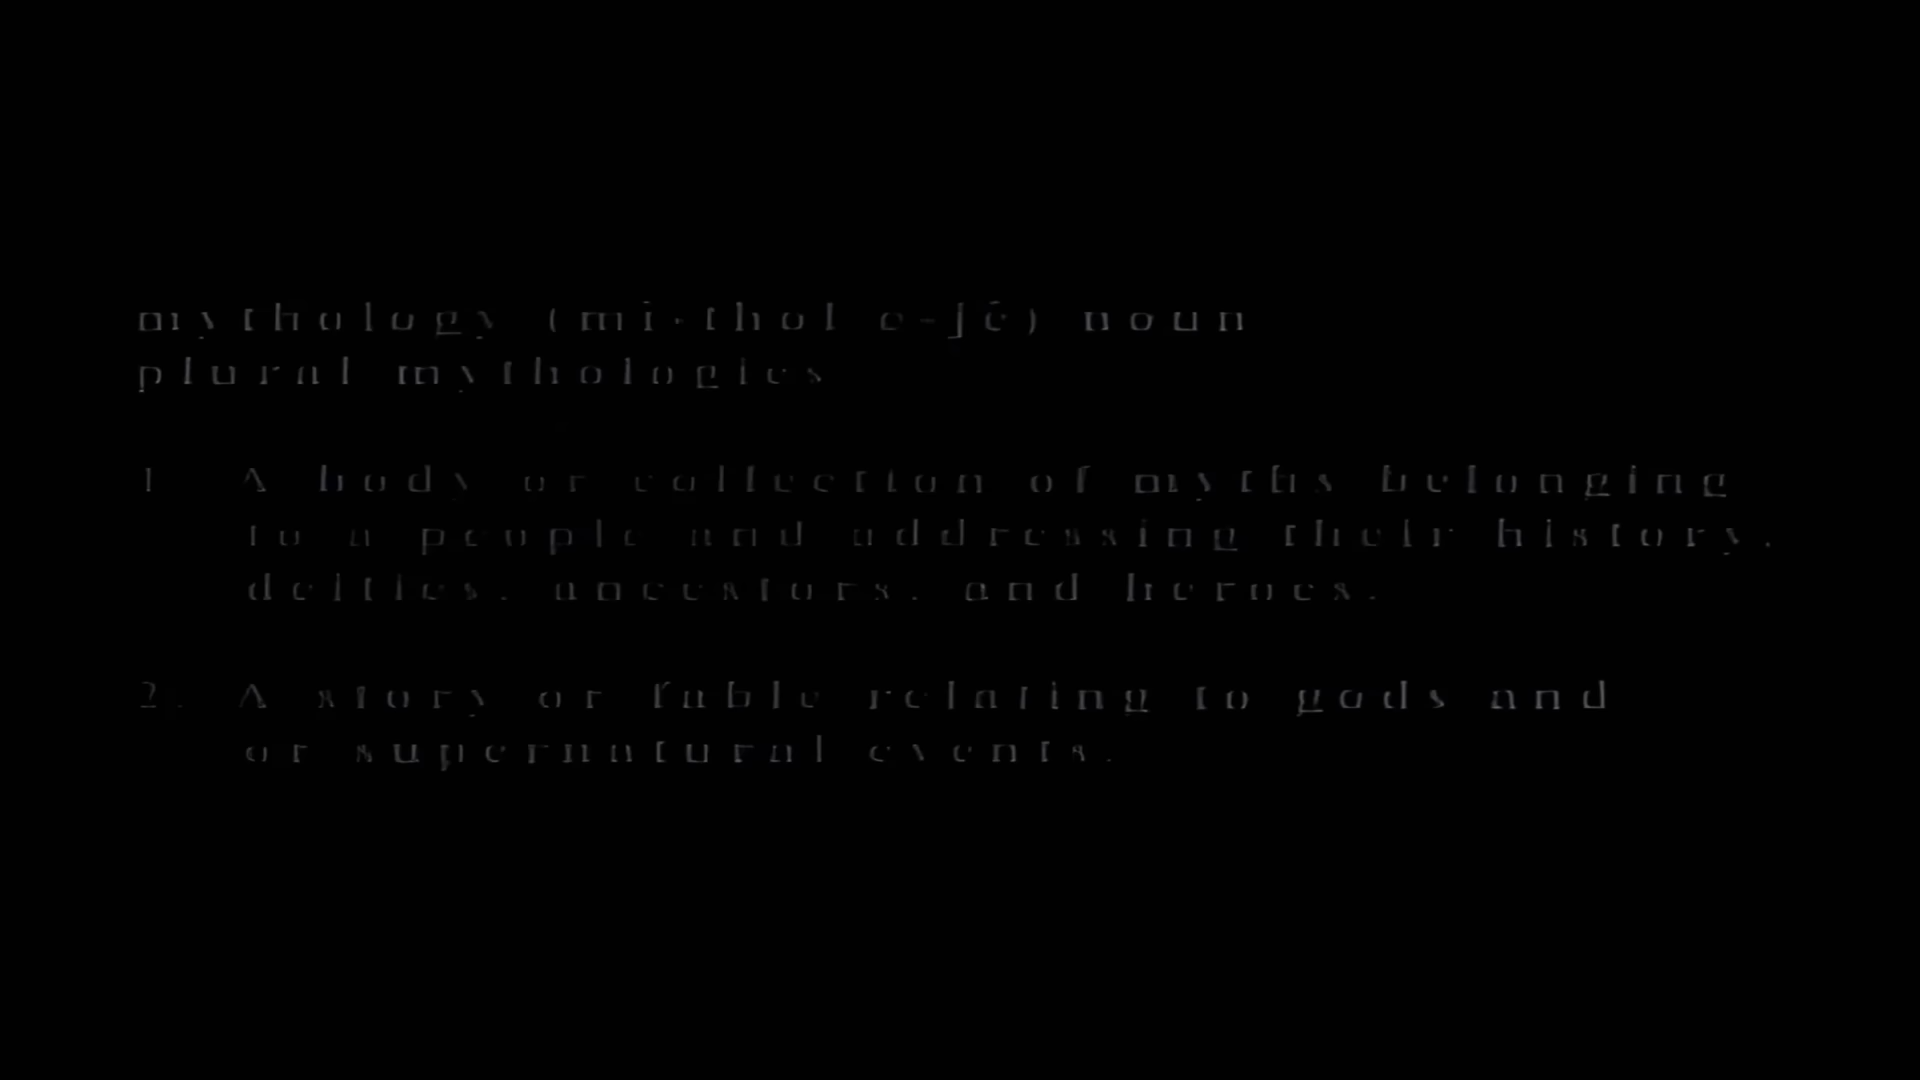 mythology (mi-thol e-jē) noun
plural mythologies
1 A body or collection of myths belonging
to a people and addressing their history,
deities, ancestors, and heroes.
2. A story or fable relating to gods and
or supernatural events.